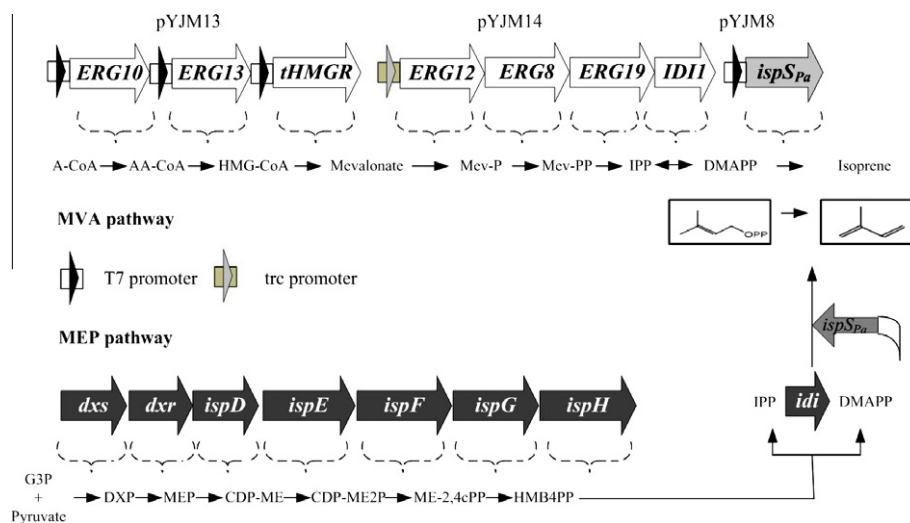 pYJM13 pYJM14 pYJM8
ERG10 ERG13 tHMGR ERG12 ERG8 ERG19 IDI1 ispSPa
A-CoA AA-CoA HMG-CoA Mevalonate Mev-P Mev-PP IPP DMAPP Isoprene
OPP
MVA pathway
T7 promoter trc promoter
ispSPa
MEP pathway
dxs dxr ispD ispE ispF ispG ispH
IPP idi DMAPP
G3P
+
Pyruvate
DXP MEP CDP-ME CDP-ME2P ME-2,4cPP HMB4PP